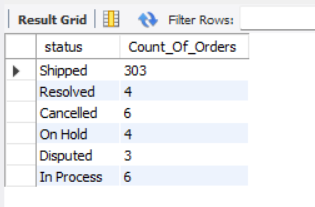 Result Grid Filter Rows:
status Count_Of_Orders
Shipped 303
Resolved 4
Cancelled 6
On Hold 4
Disputed 3
In Process 6